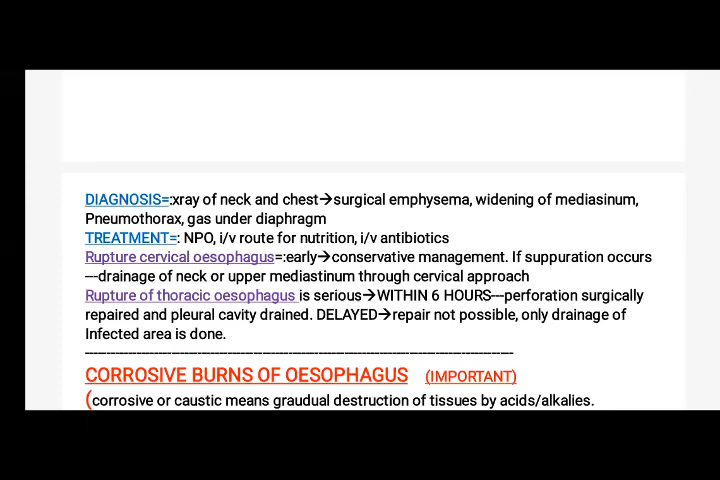 DIAGNOSIS=:xray of neck and chest→surgical emphysema, widening of mediasinum,
Pneumothorax, gas under diaphragm
TREATMENT=: NPO, i/v route for nutrition, i/v antibiotics
Rupture cervical oesophagus=:early→conservative management. If suppuration occurs
---drainage of neck or upper mediastinum through cervical approach
Rupture of thoracic oesophagus is serious→WITHIN 6 HOURS---perforation surgically
repaired and pleural cavity drained. DELAYED→repair not possible, only drainage of
Infected area is done.
----------------------------------------------------------------------------------------------------
CORROSIVE BURNS OF OESOPHAGUS (IMPORTANT)
(corrosive or caustic means graudual destruction of tissues by acids/alkalies.